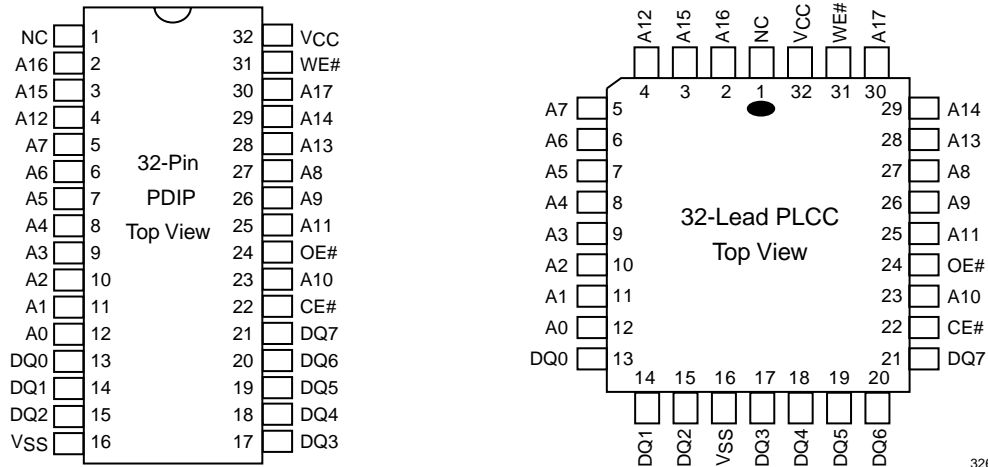 NC 1 32 VCC
A16 2 31 WE#
A15 3 30 A17
A12 4 29 A14
A7 5 28 A13
A6 6 27 A8
A5 7 26 A9
A4 8 25 A11
A3 9 24 OE#
A2 10 23 A10
A1 11 22 CE#
A0 12 21 DQ7
DQ0 13 20 DQ6
DQ1 14 19 DQ5
DQ2 15 18 DQ4
VSS 16 17 DQ3
32-Pin
PDIP
Top View
A12 A15 A16 NC VCC WE# A17
4 3 2 1 32 31 30
A7 5 29 A14
A6 6 28 A13
A5 7 27 A8
A4 8 26 A9
A3 9 25 A11
A2 10 24 OE#
A1 11 23 A10
A0 12 22 CE#
DQ0 13 21 DQ7
32-Lead PLCC
Top View
14 15 16 17 18 19 20
DQ1 DQ2 VSS DQ3 DQ4 DQ5 DQ6
326